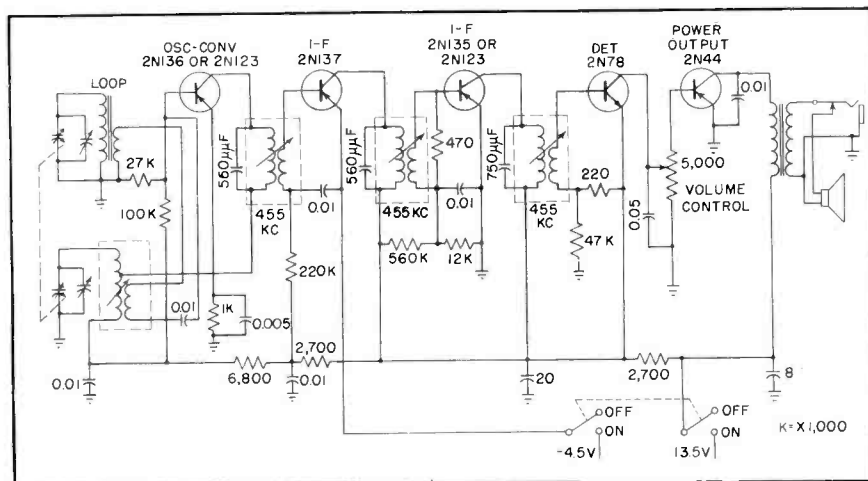 OSC-CONV
2N136 OR 2N123
I-F
2N137
I-F
2N135 OR
2N123
DET
2N78
POWER
OUTPUT
2N44
LOOP
0.01
560µµF
560µµF
470
750µµF
27K
220
5,000
VOLUME
CONTROL
100K
0.01
0.01
0.05
455
KC
455KC
455
KC
47K
560K
12K
220K
0.01
1K
0.005
2,700
2,700
0.01
6,800
0.01
20
8
OFF
ON
OFF
ON
K=X1,000
-4.5V
13.5V